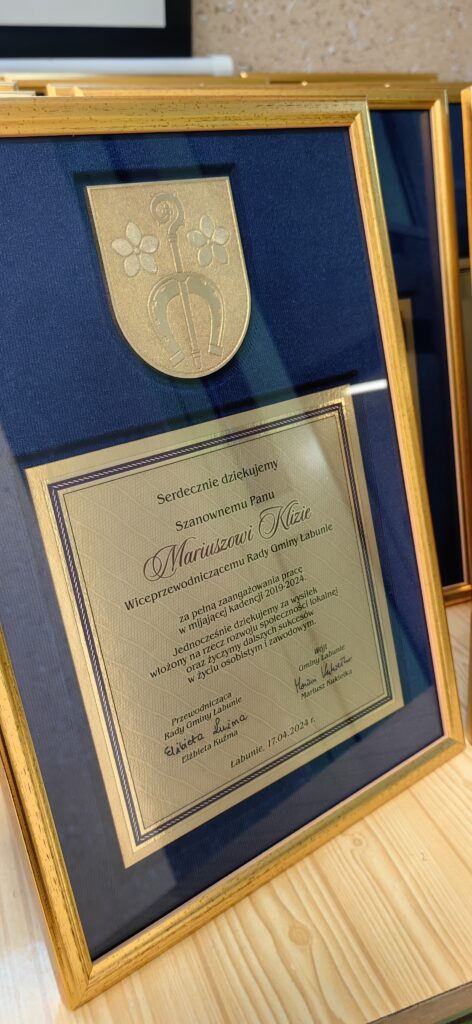 Serdecznie dziękujemy
Szanownemu Panu
Mariuszowi Klizie
Wiceprzewodniczącemu Rady Gminy Łabunie
za pełną zaangażowania pracę
w mijającej kadencji 2019-2024.
Jednocześnie dziękujemy za wysiłek
włożony na rzecz rozwoju społeczności lokalnej
oraz życzymy dalszych sukcesów
w życiu osobistym i zawodowym.
Przewodnicząca
Rady Gminy Łabunie
Elżbieta Kuźma
Elżbieta Kuźma
Wójt
Gminy Łabunie
Mariusz Kukiełka
Łabunie, 17.04.2024 r.